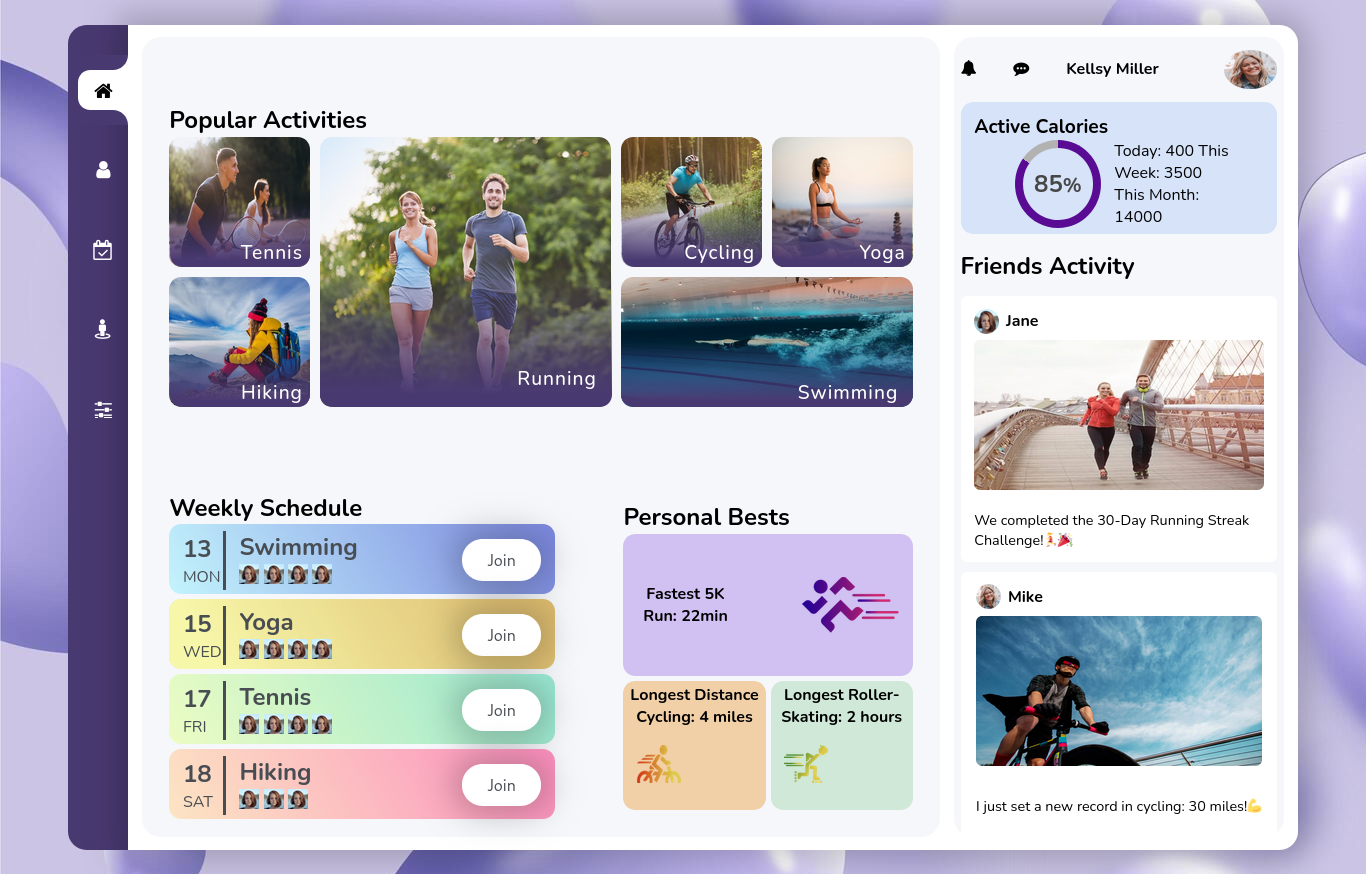 Popular Activities
Tennis
Running
Cycling
Yoga
Hiking
Swimming
Weekly Schedule
13
MON
Swimming
Join
15
WED
Yoga
Join
17
FRI
Tennis
Join
18
SAT
Hiking
Join
Personal Bests
Fastest 5K
Run: 22min
Longest Distance
Cycling: 4 miles
Longest Roller-
Skating: 2 hours
Kellsy Miller
Active Calories
85%
Today: 400 This
Week: 3500
This Month:
14000
Friends Activity
Jane
We completed the 30-Day Running Streak
Challenge!🏃🎉
Mike
I just set a new record in cycling: 30 miles!💪